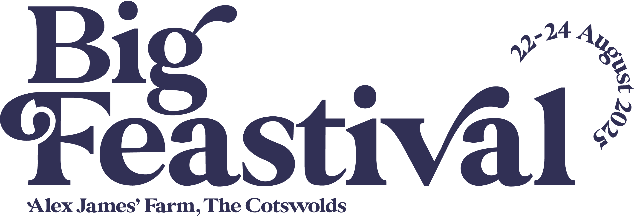 Big
Feastival
22-24 August 2025
Alex James' Farm, The Cotswolds